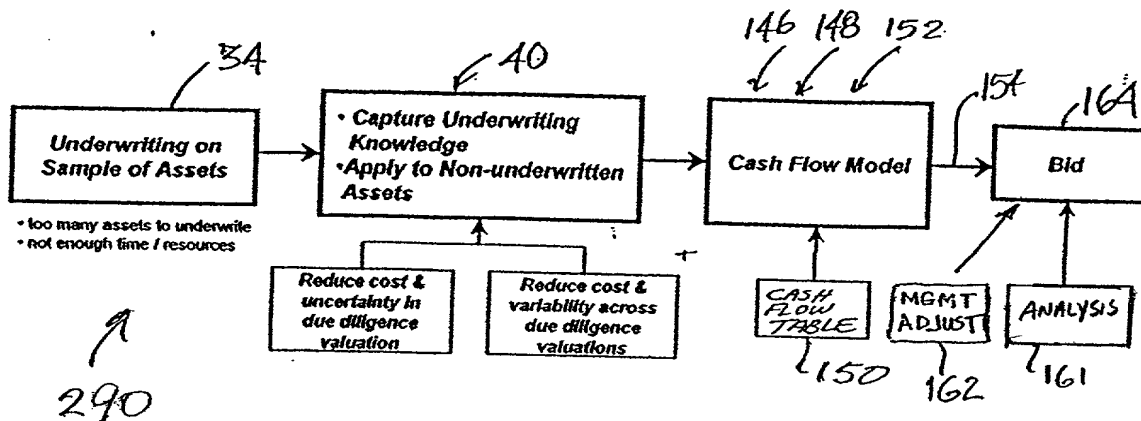 146 148 152
34
40
154
164
Underwriting on
Sample of Assets
• Capture Underwriting
Knowledge
•Apply to Non-underwritten
Assets
Cash Flow Model
Bid
• too many assets to underwrite
• not enough time / resources
Reduce cost &
uncertainty in
due diligence
valuation
Reduce cost &
variability across
due diligence
valuations
CASH
FLOW
TABLE
MGMT
ADJUST
ANALYSIS
150
162
161
290